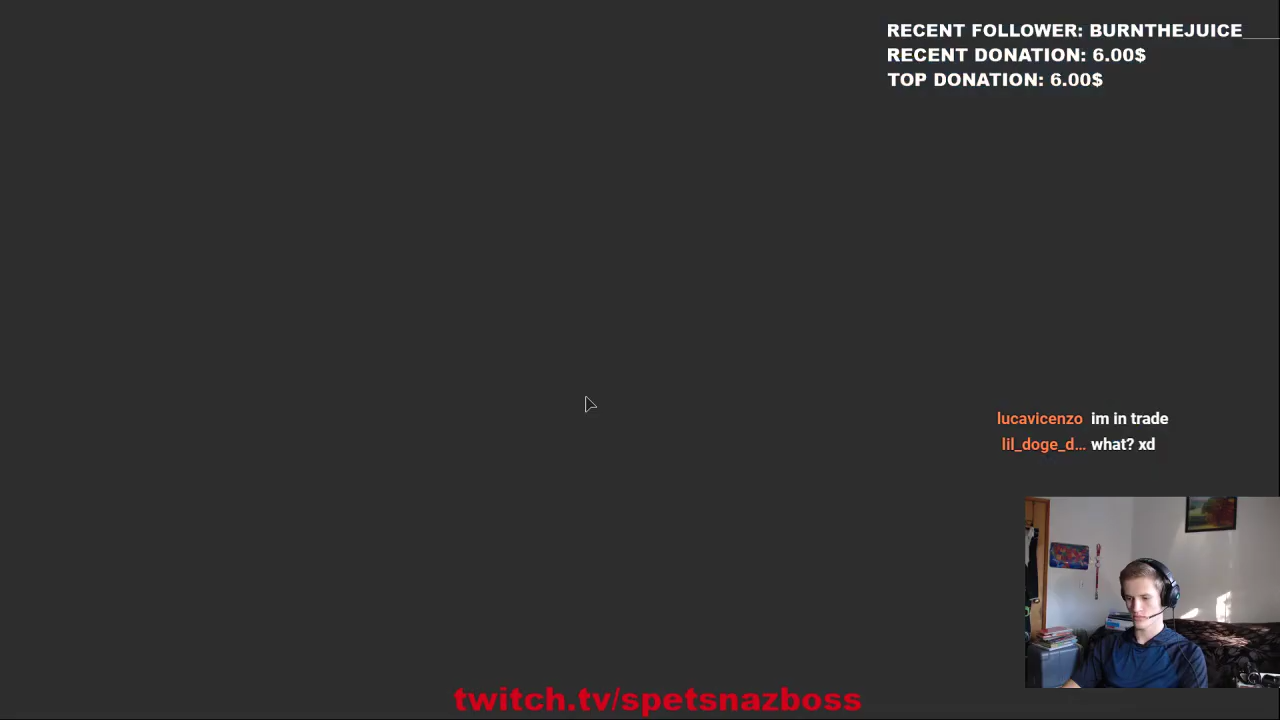 RECENT FOLLOWER: BURNTHEJUICE____
RECENT DONATION: 6.00$
TOP DONATION: 6.00$
lucavicenzo im in trade
lil_doge_d... what? xd
twitch.tv/spetsnazboss